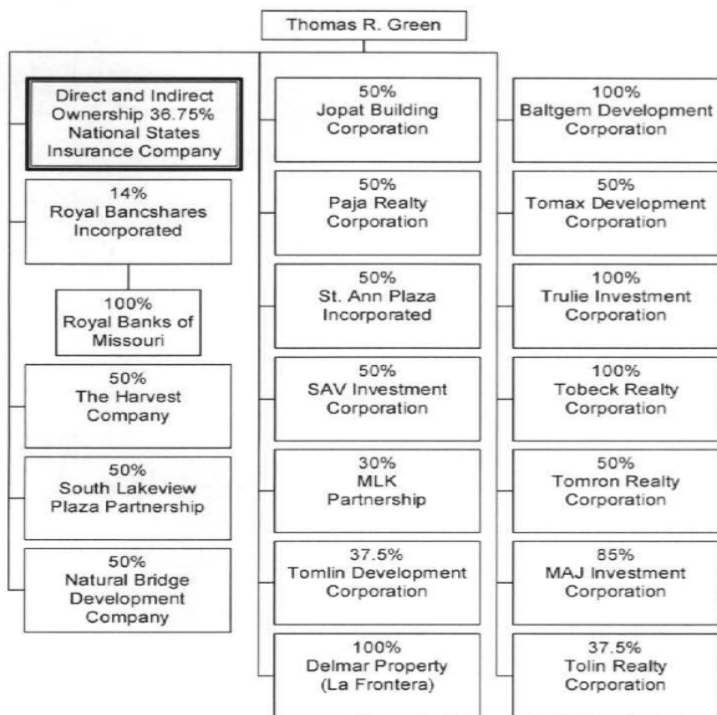 Thomas R. Green
Direct and Indirect
Ownership 36.75%
National States
Insurance Company
14%
Royal Bancshares
Incorporated
100%
Royal Banks of
Missouri
50%
The Harvest
Company
50%
South Lakeview
Plaza Partnership
50%
Natural Bridge
Development
Company
50%
Jopat Building
Corporation
50%
Paja Realty
Corporation
50%
St. Ann Plaza
Incorporated
50%
SAV Investment
Corporation
30%
MLK
Partnership
37.5%
Tomlin Development
Corporation
100%
Delmar Property
(La Frontera)
100%
Baltgem Development
Corporation
50%
Tomax Development
Corporation
100%
Trulie Investment
Corporation
100%
Tobeck Realty
Corporation
50%
Tomron Realty
Corporation
85%
MAJ Investment
Corporation
37.5%
Tolin Realty
Corporation